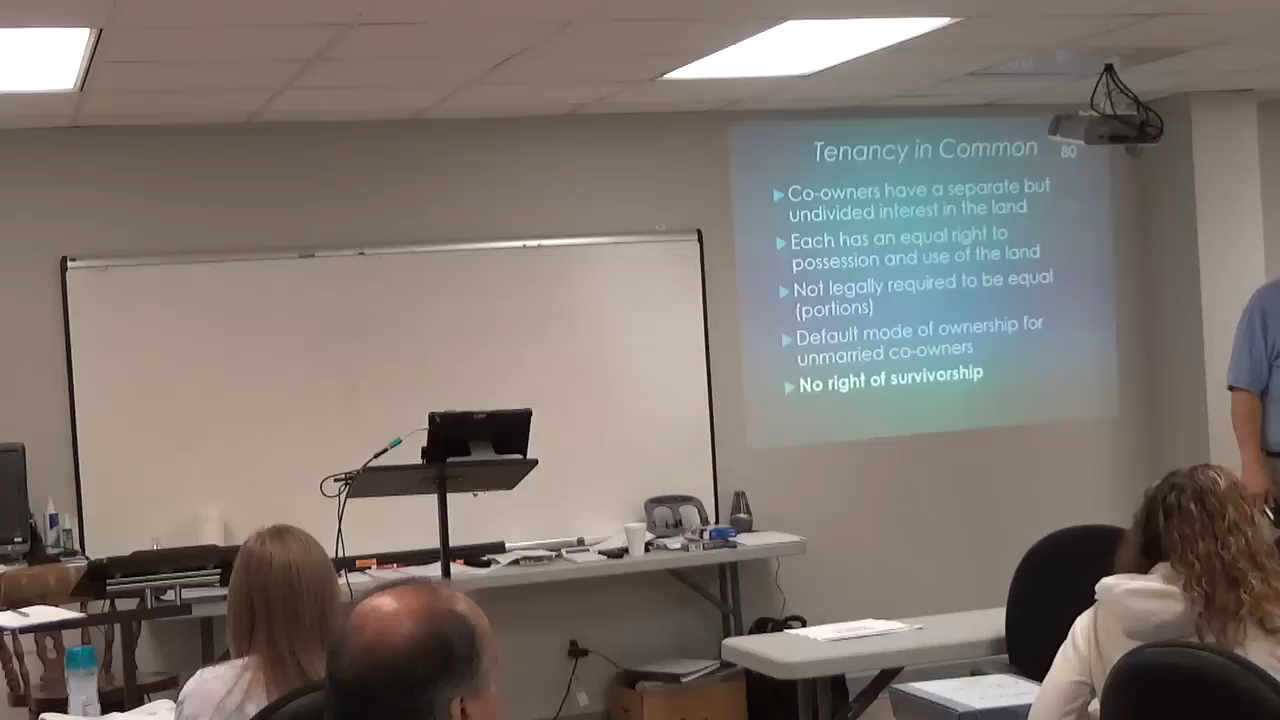 Tenancy in Common
80
Co-owners have a separate but
undivided interest in the land
Each has an equal right to
possession and use of the land
Not legally required to be equal
(portions)
Default mode of ownership for
unmarried co-owners
No right of survivorship